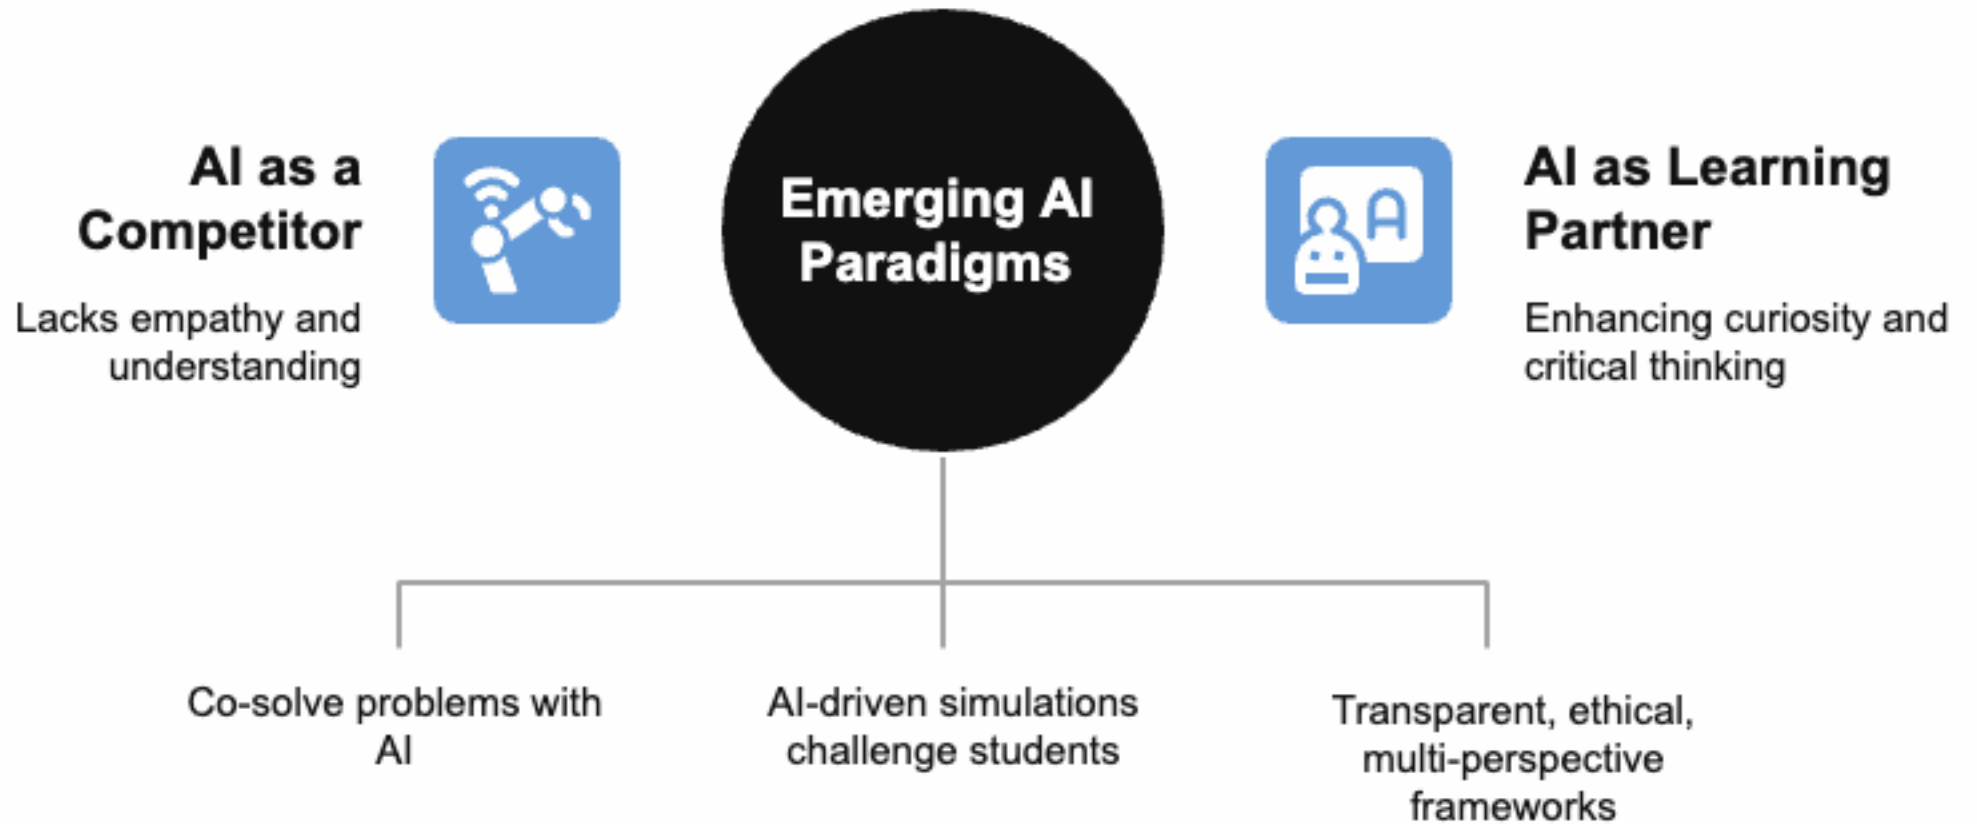 AI as a
Competitor
Lacks empathy and
understanding
Emerging AI
Paradigms
A
AI as Learning
Partner
Enhancing curiosity and
critical thinking
Co-solve problems with
AI
AI-driven simulations
challenge students
Transparent, ethical,
multi-perspective
frameworks